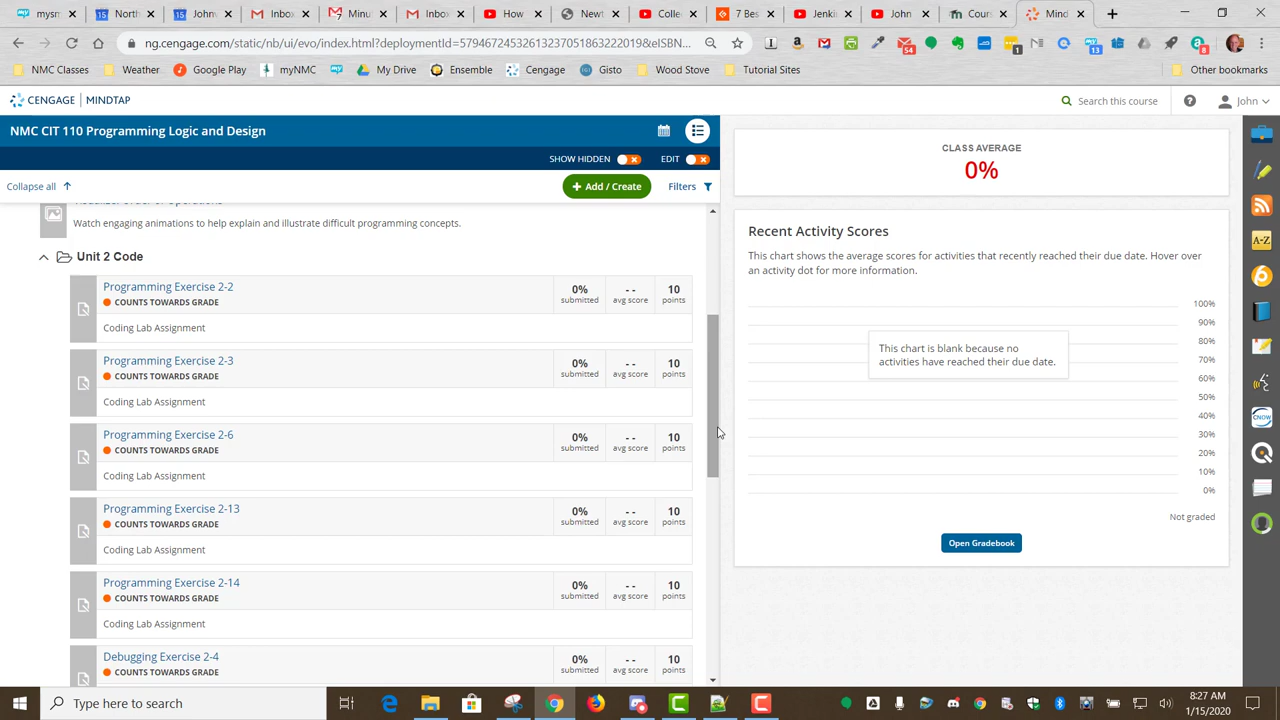 mysn
North
John
Inbo
Minu
Inbox
How
Newt
Colle
7 Bes
Jenki
John
Cour
Mind
ng.cengage.com/static/nb/ui/evo/index.html?deploymentId=57946724532613237051863222019&eISBN...
54
1
13
8
NMC Classes
Weather
Google Play
myNMC
My Drive
Ensemble
Cengage
Gisto
Wood Stove
Tutorial Sites
Other bookmarks
CENGAGE | MINDTAP
Search this course
John
NMC CIT 110 Programming Logic and Design
SHOW HIDDEN
EDIT
Collapse all
+ Add / Create
Filters
Watch engaging animations to help explain and illustrate difficult programming concepts.
Unit 2 Code
Programming Exercise 2-2
COUNTS TOWARDS GRADE
0%
submitted
- -
avg score
10
points
Coding Lab Assignment
Programming Exercise 2-3
COUNTS TOWARDS GRADE
0%
submitted
- -
avg score
10
points
Coding Lab Assignment
Programming Exercise 2-6
COUNTS TOWARDS GRADE
0%
submitted
- -
avg score
10
points
Coding Lab Assignment
Programming Exercise 2-13
COUNTS TOWARDS GRADE
0%
submitted
- -
avg score
10
points
Coding Lab Assignment
Programming Exercise 2-14
COUNTS TOWARDS GRADE
0%
submitted
- -
avg score
10
points
Coding Lab Assignment
Debugging Exercise 2-4
COUNTS TOWARDS GRADE
0%
submitted
- -
avg score
10
points
CLASS AVERAGE
0%
Recent Activity Scores
This chart shows the average scores for activities that recently reached their due date. Hover over
an activity dot for more information.
100%
90%
80%
70%
60%
50%
40%
30%
20%
10%
0%
This chart is blank because no
activities have reached their due date.
Not graded
Open Gradebook
A-Z
CNOW
Type here to search
8:27 AM
1/15/2020